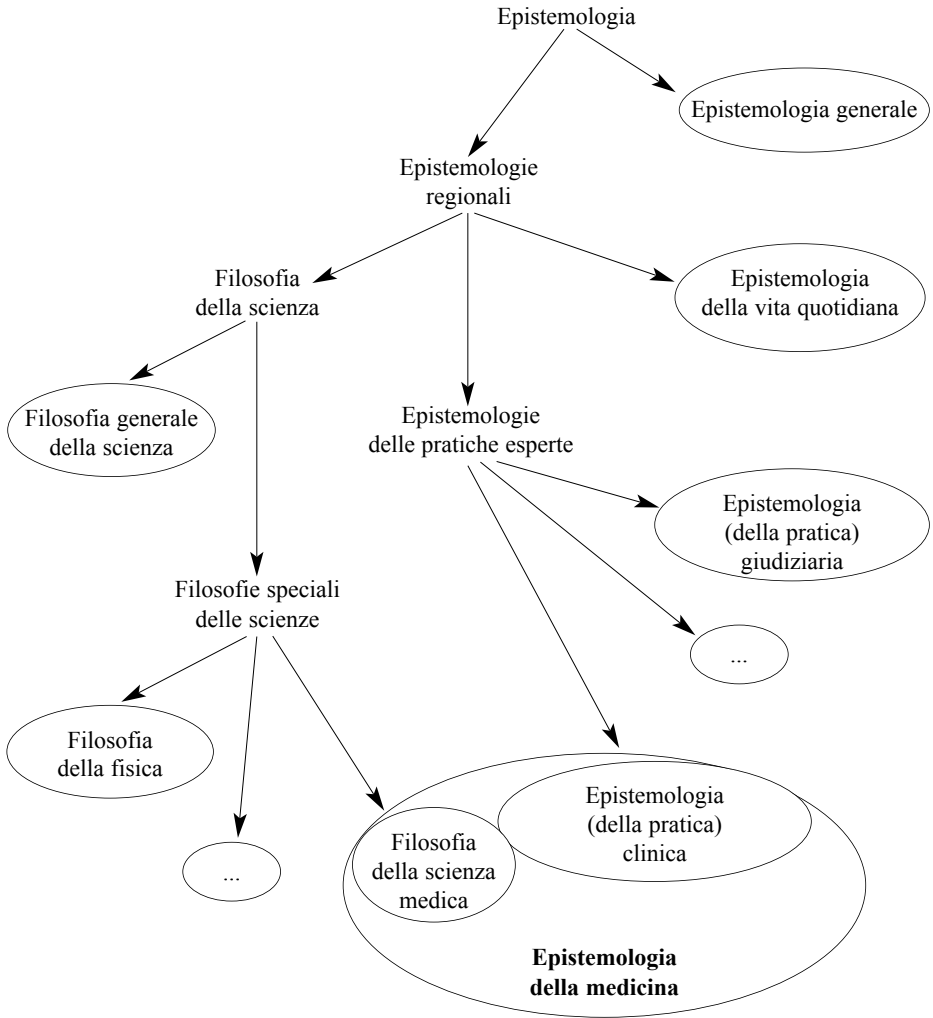 Epistemologia
Epistemologia generale
Epistemologie
regionali
Filosofia
della scienza
Epistemologia
della vita quotidiana
Filosofia generale
della scienza
Epistemologie
delle pratiche esperte
Epistemologia
(della pratica)
giudiziaria
Filosofie speciali
delle scienze
...
Filosofia
della fisica
...
Epistemologia
(della pratica)
clinica
Filosofia
della scienza
medica
Epistemologia
della medicina